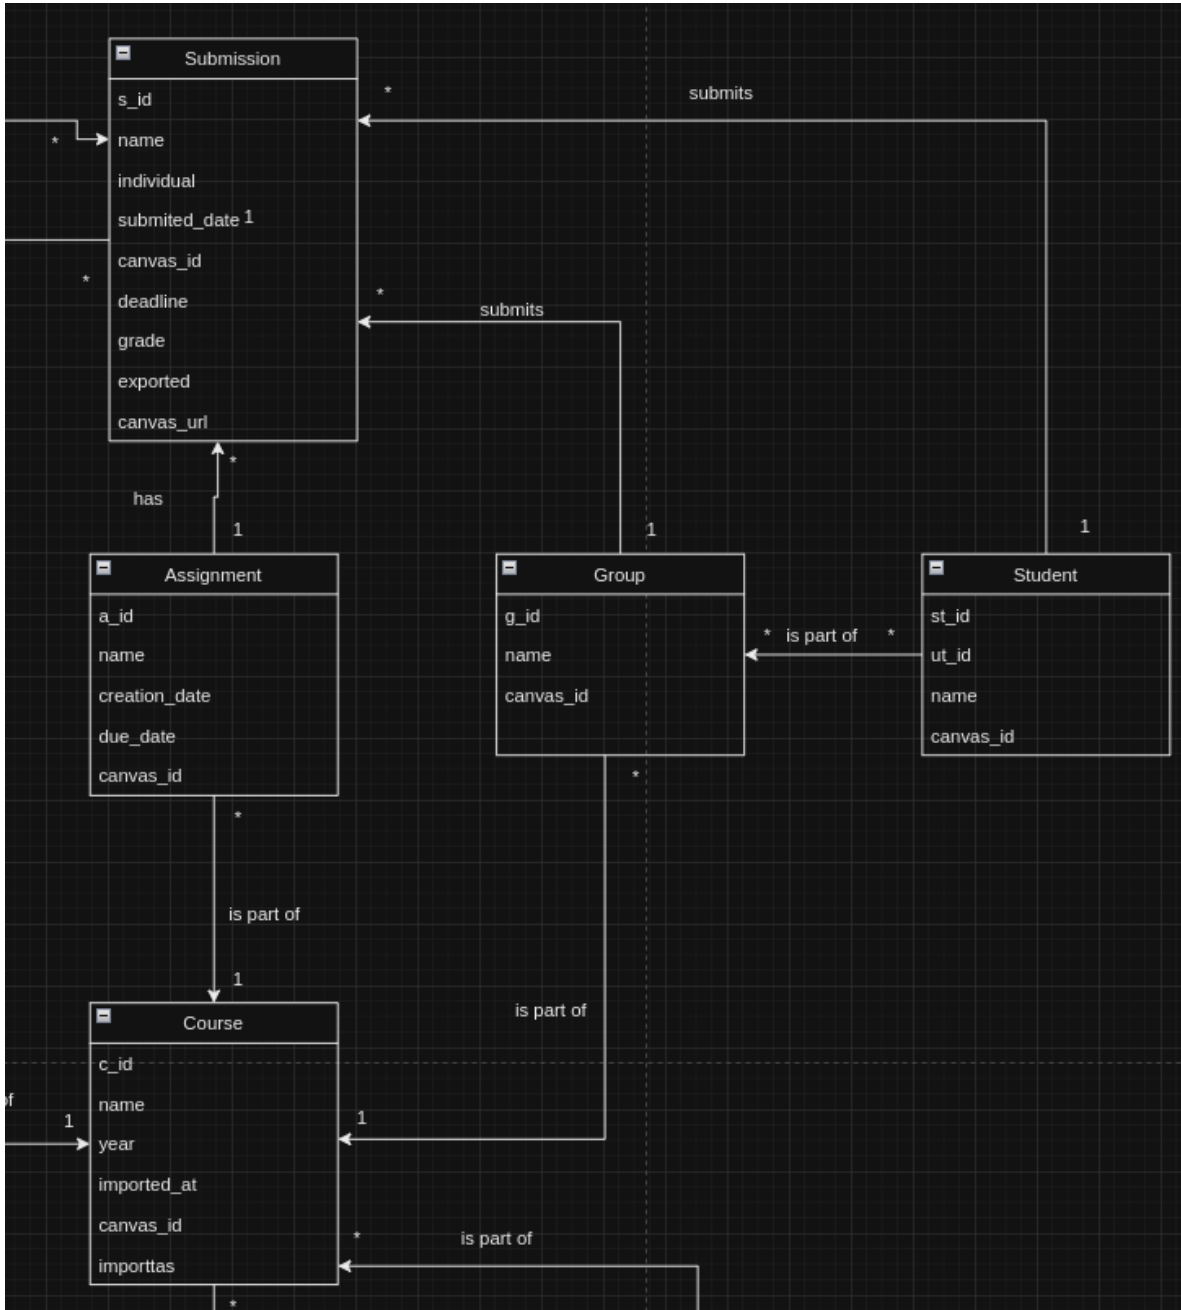 Submission
s_id
name
individual
submited_date 1
canvas_id
deadline
grade
exported
canvas_url
*
*
*
submits
*
submits
*
has
1
1
1
Assignment
a_id
name
creation_date
due_date
canvas_id
Group
g_id
name
canvas_id
* is part of *
Student
st_id
ut_id
name
canvas_id
*
is part of
1
*
is part of
1
Course
c_id
name
year
imported_at
canvas_id
importtas
of
1
* is part of
*